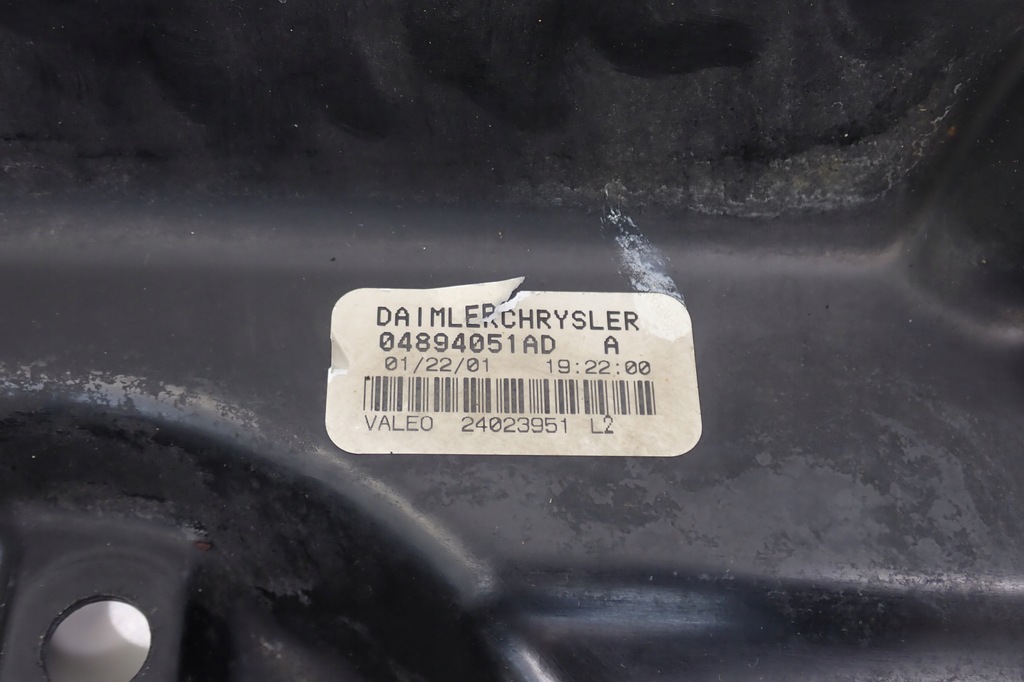 DAIMLERCHRYSLER
04894051AD A
01/22/01 19:22:00
VALEO 24023951 L2